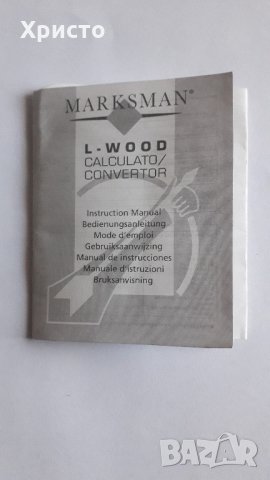 Христо
MARKSMAN®
L-WOOD
CALCULATO/
CONVERTOR
Instruction Manual
Bedienungsanleitung
Mode d'emploi
Gebruiksaanwijzing
Manual de instrucciones
Manuale d'istruzioni
Bruksanvisning
BAZAR